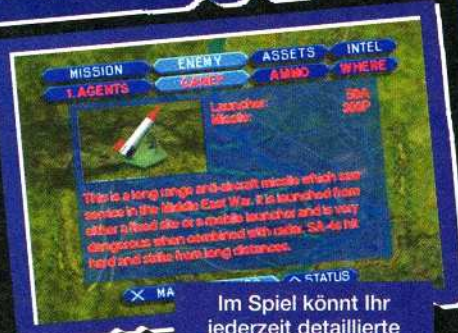 MISSION ENEMY ASSETS INTEL
1. AGENTS AMMO WHERE
Launcher:
Missile:
This is a long range anti-aircraft missile which saw
service in the Middle East War. It is launched from
either a fixed site or a mobile launcher and is very
dangerous when combined with radar. SA-4s hit
hard and strike from long distances.
X MA STATUS
Im Spiel könnt Ihr
jederzeit detaillierte